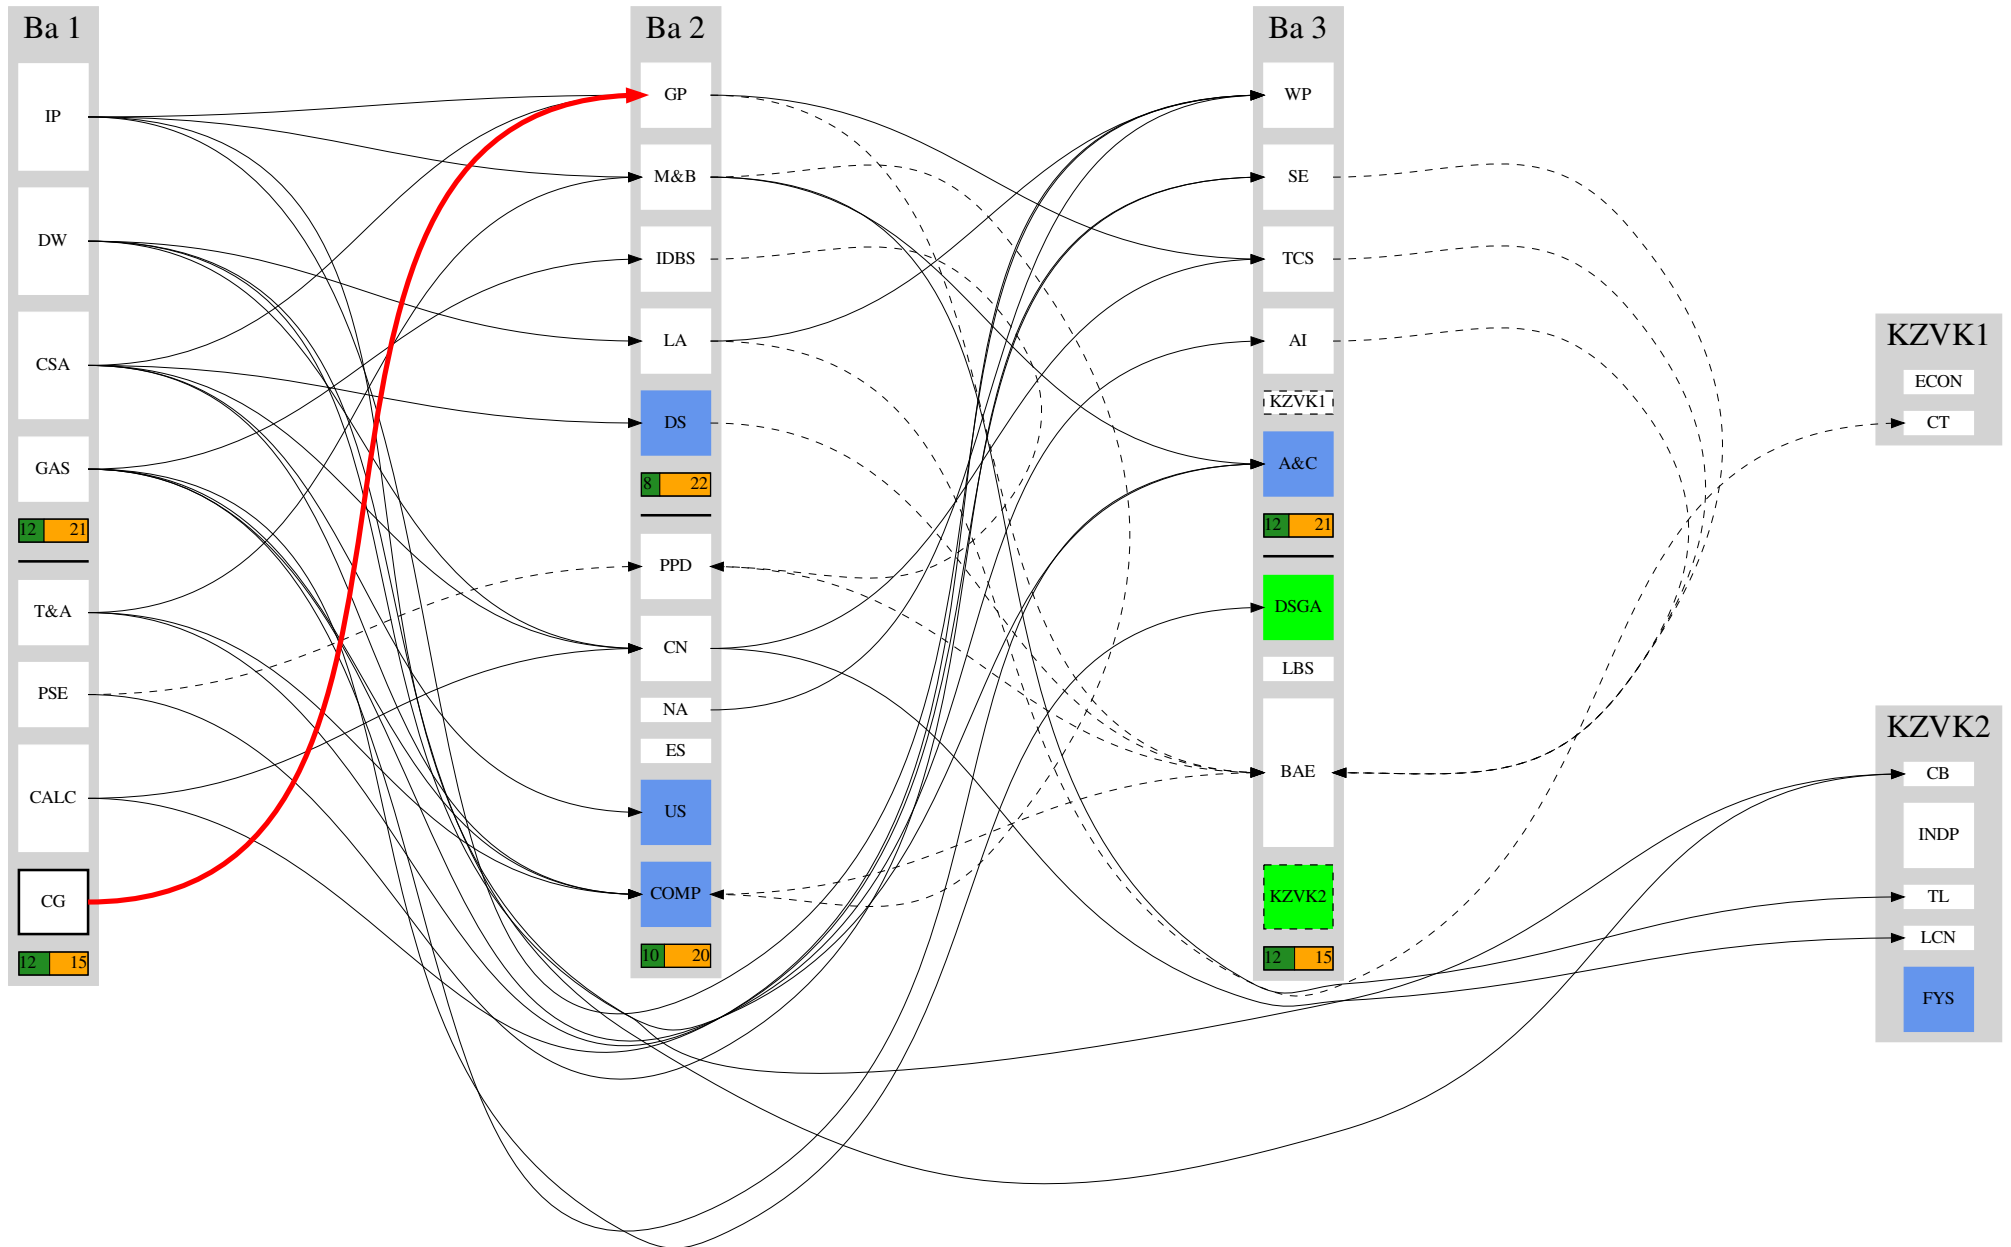 Ba 1
IP
DW
CSA
GAS
12 21
T&A
PSE
CALC
CG
12 15
Ba 2
GP
M&B
IDBS
LA
DS
8 22
PPD
CN
NA
ES
US
COMP
10 20
Ba 3
WP
SE
TCS
AI
KZVK1
A&C
12 21
DSGA
LBS
BAE
KZVK2
12 15
KZVK1
ECON
CT
KZVK2
CB
INDP
TL
LCN
FYS